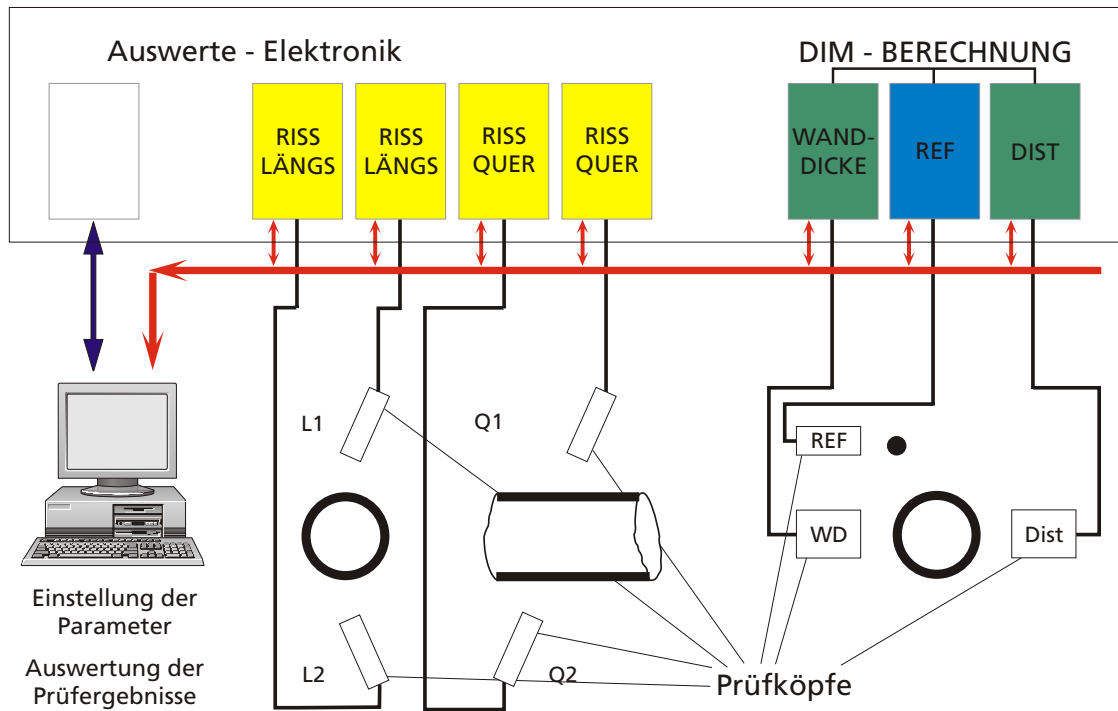 Auswerte - Elektronik
DIM - BERECHNUNG
RISS
LÄNGS
RISS
LÄNGS
RISS
QUER
RISS
QUER
WAND-
DICKE
REF
DIST
L1
Q1
REF
WD
Dist
Einstellung der
Parameter
Auswertung der
Prüfergebnisse
L2
Q2
Prüfköpfe